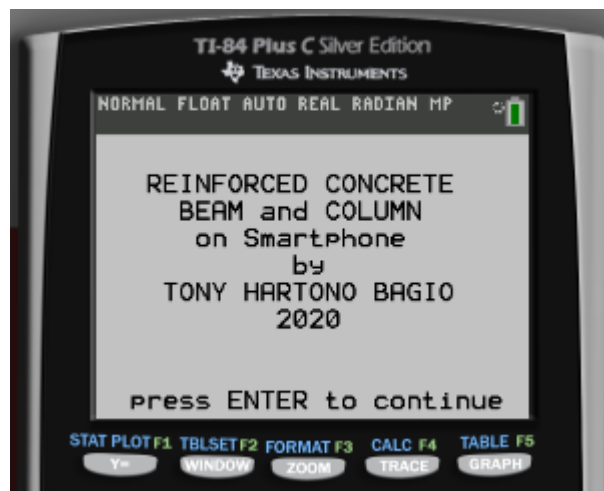 TI-84 Plus C Silver Edition
TEXAS INSTRUMENTS
NORMAL FLOAT AUTO REAL RADIAN MP
REINFORCED CONCRETE
BEAM and COLUMN
on Smartphone
by
TONY HARTONO BAGIO
2020
press ENTER to continue
STAT PLOT F1 TBLSET F2 FORMAT F3 CALC F4 TABLE F5
Y= WINDOW ZOOM TRACE GRAPH